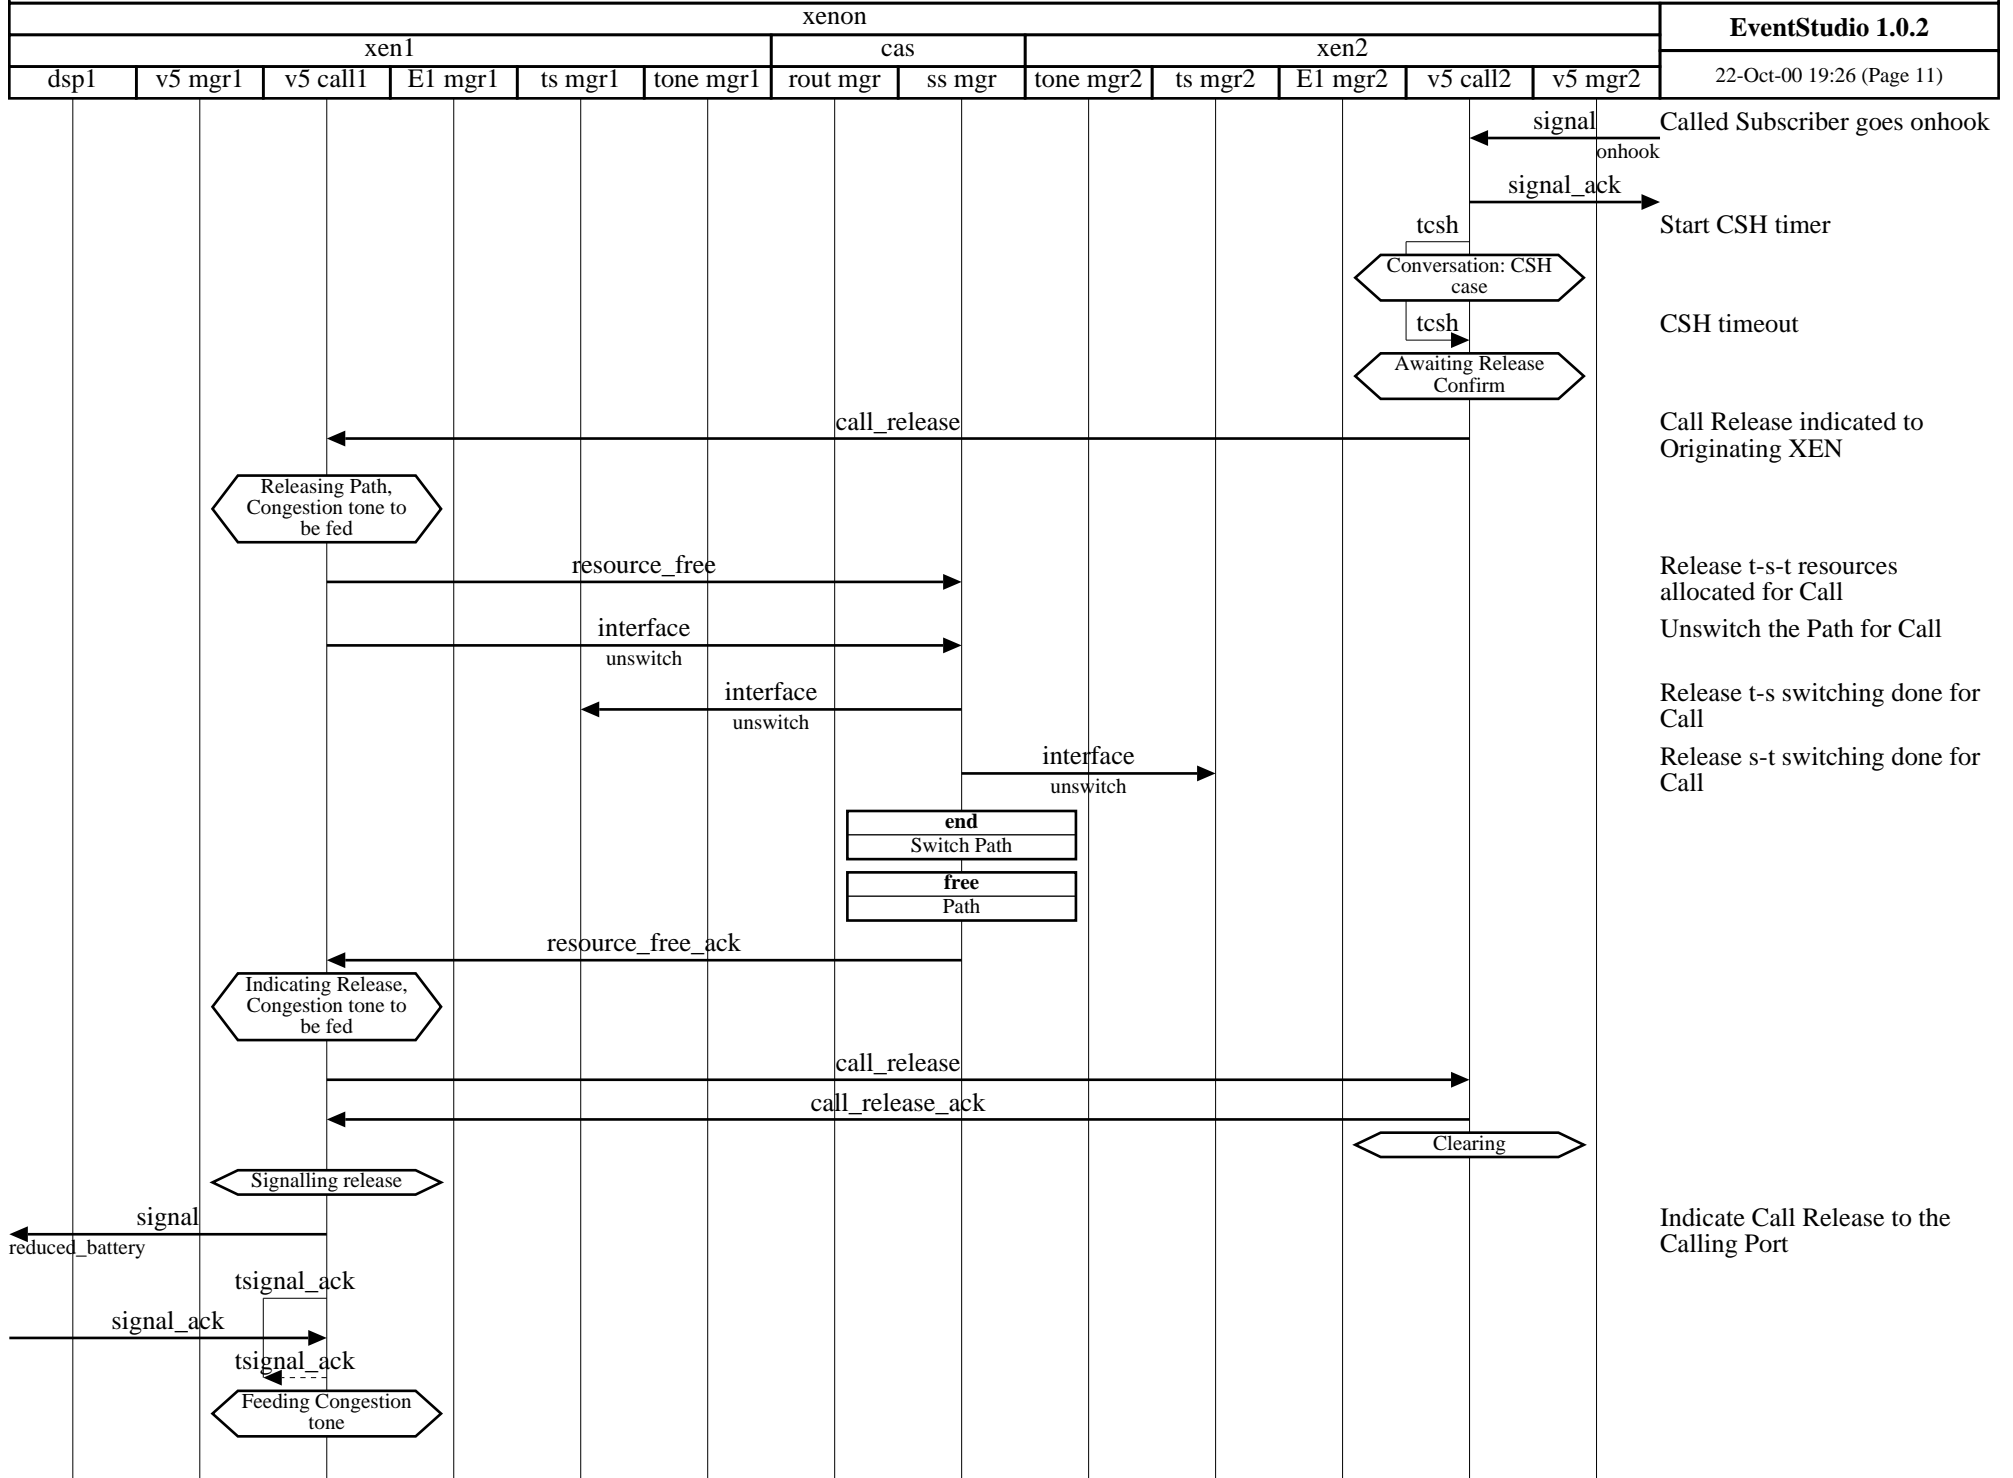 xenon
EventStudio 1.0.2
xen1
cas
xen2
22-Oct-00 19:26 (Page 11)
dsp1
v5 mgr1
v5 call1
E1 mgr1
ts mgr1
tone mgr1
rout mgr
ss mgr
tone mgr2
ts mgr2
E1 mgr2
v5 call2
v5 mgr2
signal
Called Subscriber goes onhook
onhook
signal_ack
tcsh
Start CSH timer
Conversation: CSH
case
tcsh
CSH timeout
Awaiting Release
Confirm
call_release
Call Release indicated to
Originating XEN
Releasing Path,
Congestion tone to
be fed
resource_free
Release t-s-t resources
allocated for Call
interface
unswitch
Unswitch the Path for Call
interface
unswitch
Release t-s switching done for
Call
interface
unswitch
Release s-t switching done for
Call
end
Switch Path
free
Path
resource_free_ack
Indicating Release,
Congestion tone to
be fed
call_release
call_release_ack
Clearing
Signalling release
signal
reduced_battery
Indicate Call Release to the
Calling Port
tsignal_ack
signal_ack
tsignal_ack
Feeding Congestion
tone